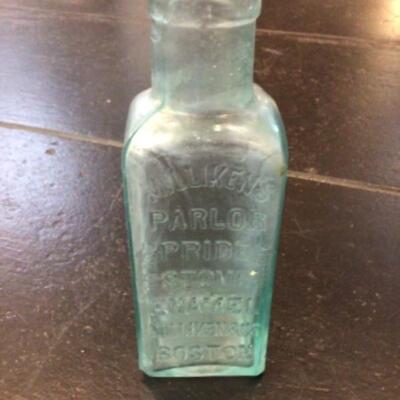 MILLIKEN'S
PARLOR
PRIDE
STOVE
ENAMEL
BOSTON